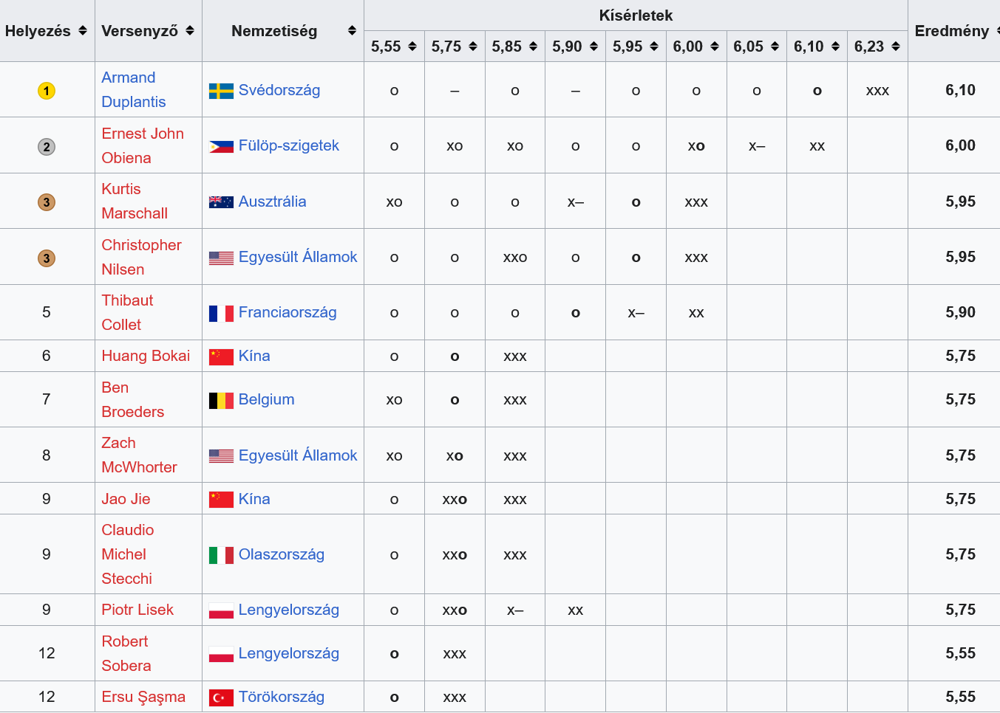 Helyezés Versenyző Nemzetiség Kísérletek Eredmény
5,55 5,75 5,85 5,90 5,95 6,00 6,05 6,10 6,23
1 Armand Duplantis Svédország o – o – o o o o xxx 6,10
2 Ernest John Obiena Fülöp-szigetek o xo xo o o xo x– xx 6,00
3 Kurtis Marschall Ausztrália xo o o x– o xxx 5,95
3 Christopher Nilsen Egyesült Államok o o xxo o o xxx 5,95
5 Thibaut Collet Franciaország o o o o x– xx 5,90
6 Huang Bokai Kína o o xxx 5,75
7 Ben Broeders Belgium xo o xxx 5,75
8 Zach McWhorter Egyesült Államok xo xo xxx 5,75
9 Jao Jie Kína o xxo xxx 5,75
9 Claudio Michel Stecchi Olaszország o xxo xxx 5,75
9 Piotr Lisek Lengyelország o xxo x– xx 5,75
12 Robert Sobera Lengyelország o xxx 5,55
12 Ersu Şaşma Törökország o xxx 5,55